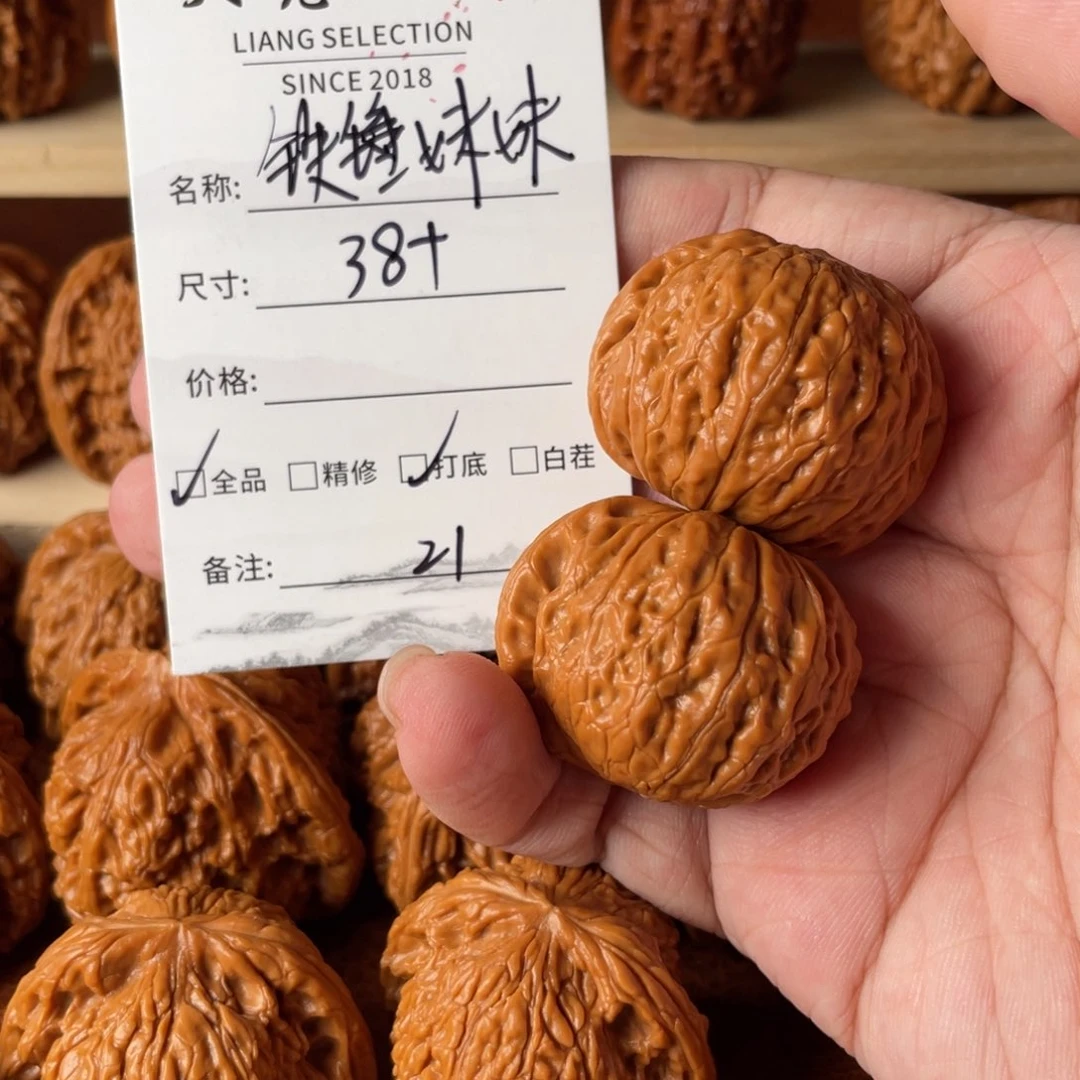 LIANG SELECTION
SINCE 2018
名称: 铁锤妹妹
尺寸: 38+
价格:
全品 精修 打底 白茬
备注: 21